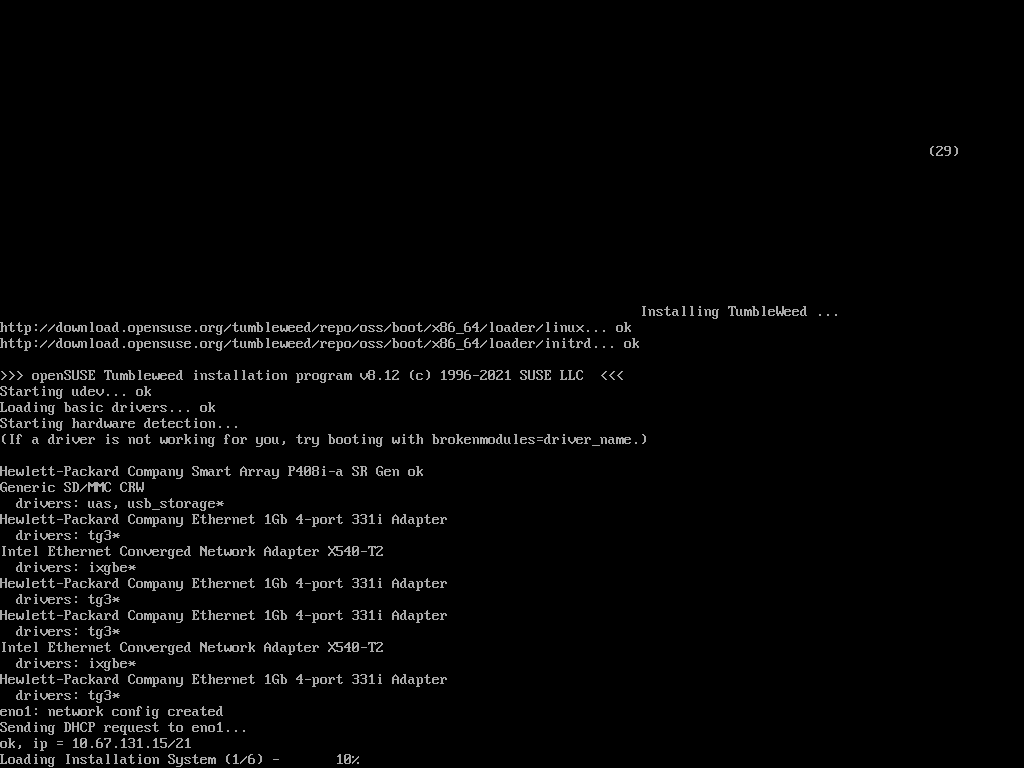 (29)
Installing TumbleWeed ...
http://download.opensuse.org/tumbleweed/repo/oss/boot/x86_64/loader/linux... ok
http://download.opensuse.org/tumbleweed/repo/oss/boot/x86_64/loader/initrd... ok
>>> openSUSE Tumbleweed installation program v8.12 (c) 1996-2021 SUSE LLC <<<
Starting udev... ok
Loading basic drivers... ok
Starting hardware detection...
(If a driver is not working for you, try booting with brokenmodules=driver_name.)
Hewlett-Packard Company Smart Array P408i-a SR Gen ok
Generic SD/MMC CRW
drivers: uas, usb_storage*
Hewlett-Packard Company Ethernet 1Gb 4-port 331i Adapter
drivers: tg3*
Intel Ethernet Converged Network Adapter X540-T2
drivers: ixgbe*
Hewlett-Packard Company Ethernet 1Gb 4-port 331i Adapter
drivers: tg3*
Hewlett-Packard Company Ethernet 1Gb 4-port 331i Adapter
drivers: tg3*
Intel Ethernet Converged Network Adapter X540-T2
drivers: ixgbe*
Hewlett-Packard Company Ethernet 1Gb 4-port 331i Adapter
drivers: tg3*
eno1: network config created
Sending DHCP request to eno1...
ok, ip = 10.67.131.15/21
Loading Installation System (1/6) - 10%